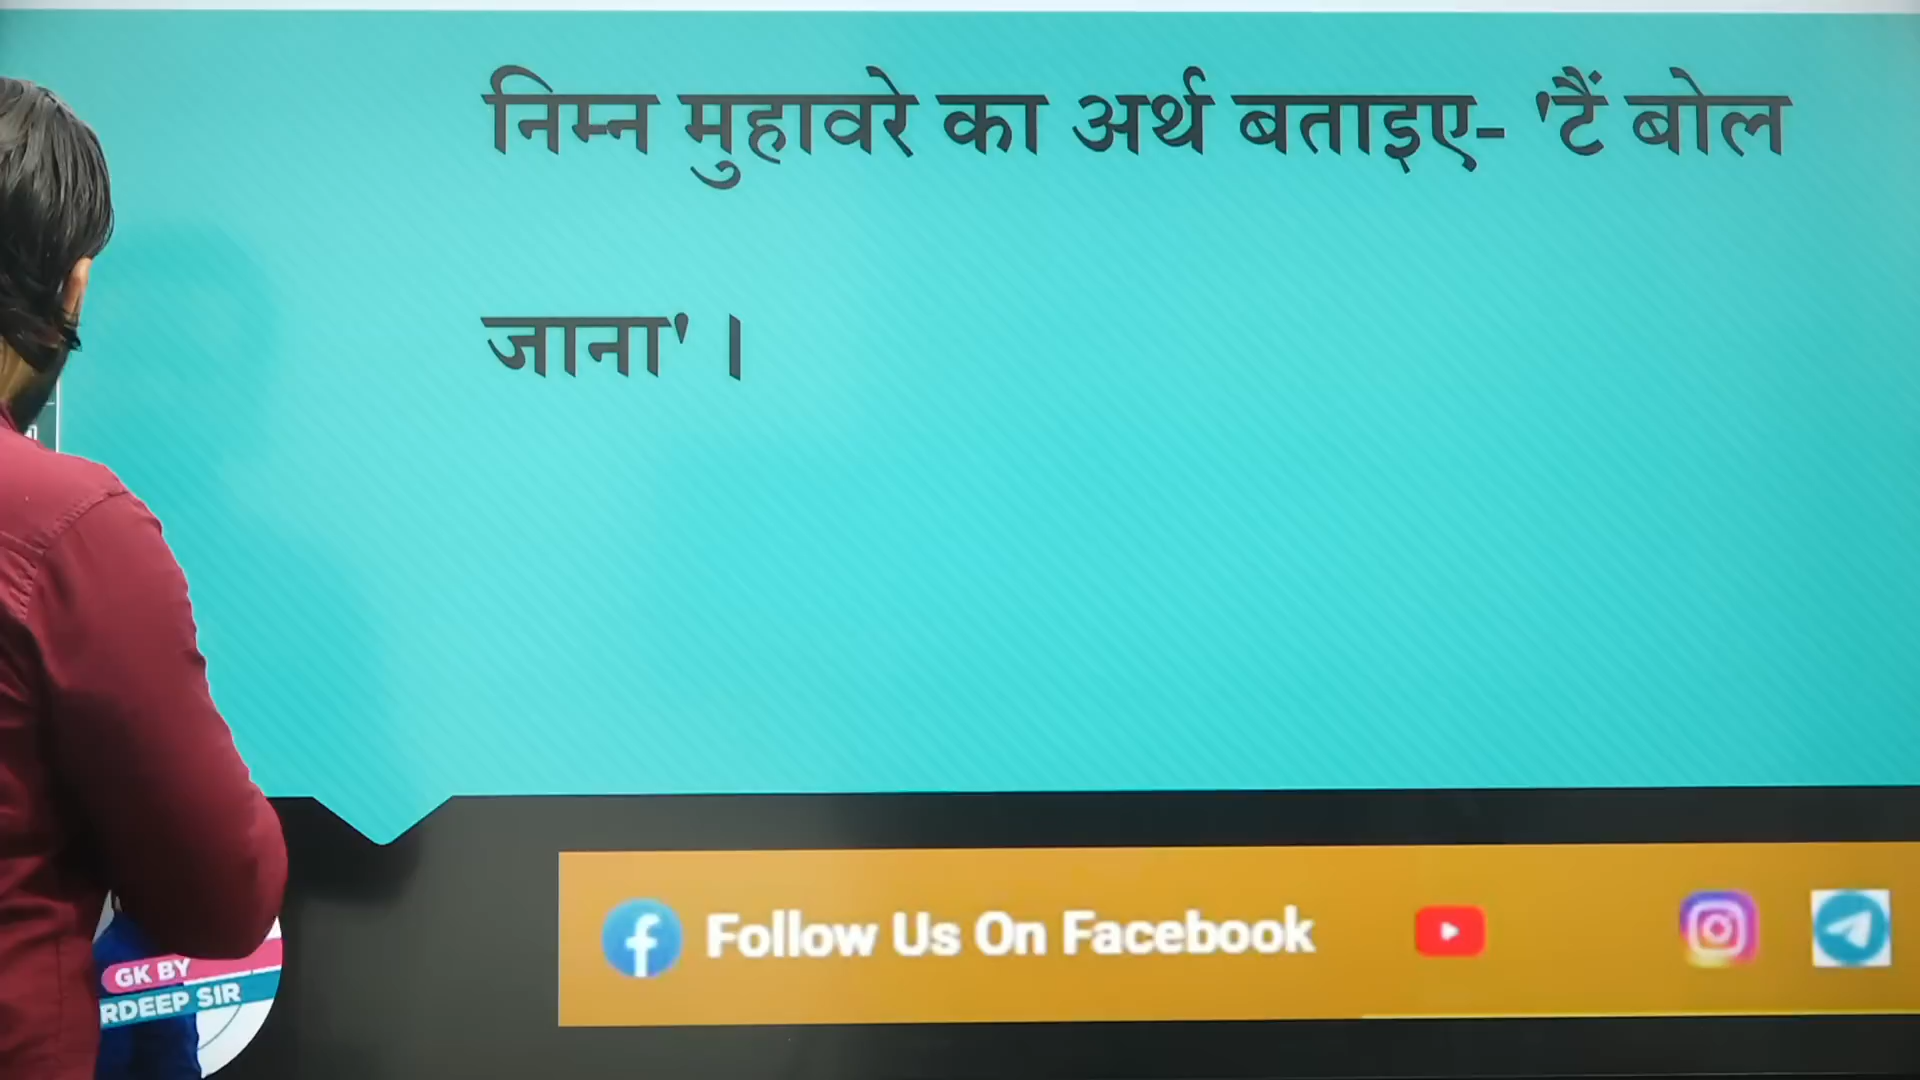 निम्न मुहावरे का अर्थ बताइए- 'टैं बोल
जाना' ।
Follow Us On Facebook
GK BY
RDEEP SIR